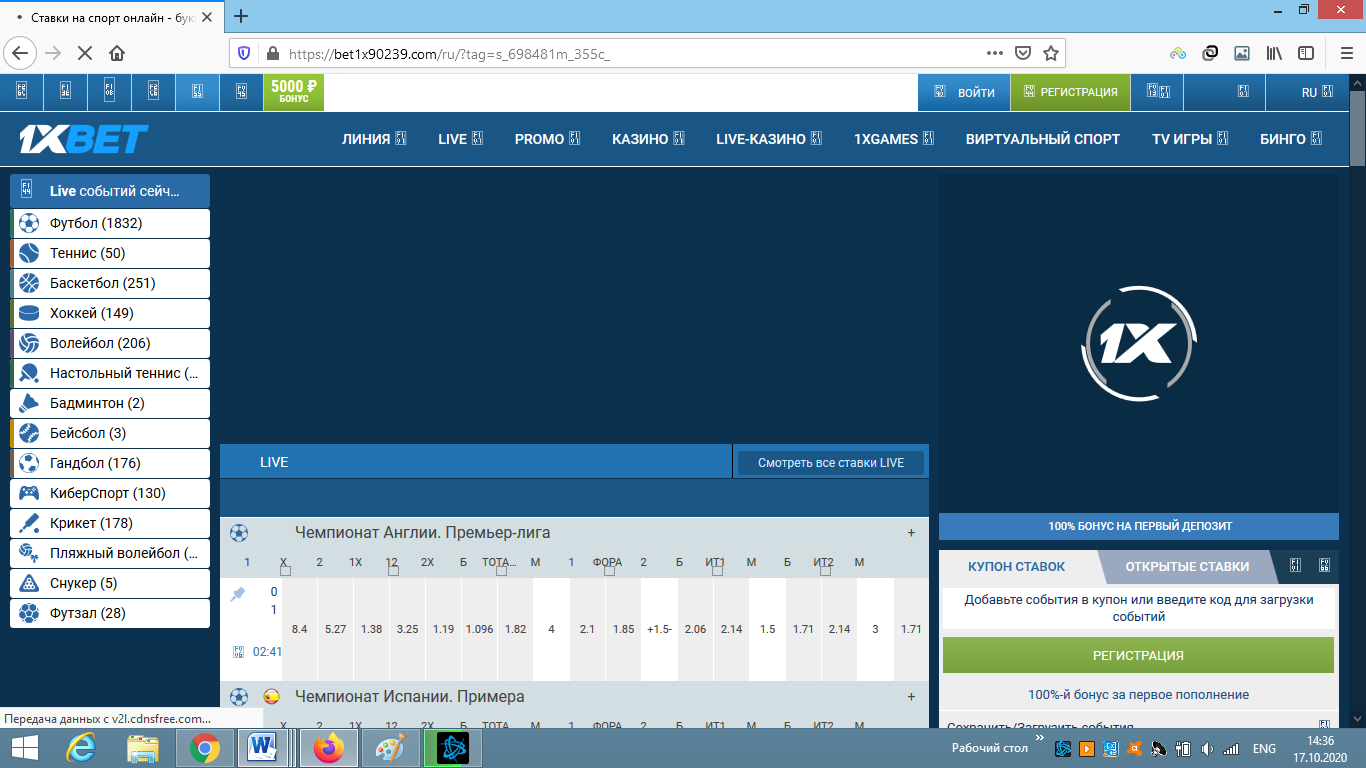 Ставки на спорт онлайн - бук
https://bet1x90239.com/ru/?tag=s_698481m_355c_
5000 ₽
БОНУС
ВОЙТИ
РЕГИСТРАЦИЯ
RU
1XBET
ЛИНИЯ
LIVE
PROMO
КАЗИНО
LIVE-КАЗИНО
1XGAMES
ВИРТУАЛЬНЫЙ СПОРТ
TV ИГРЫ
БИНГО
Live событий сейч...
Футбол (1832)
Теннис (50)
Баскетбол (251)
Хоккей (149)
Волейбол (206)
Настольный теннис (...
Бадминтон (2)
Бейсбол (3)
Гандбол (176)
КиберСпорт (130)
Крикет (178)
Пляжный волейбол (...
Снукер (5)
Футзал (28)
LIVE
Смотреть все ставки LIVE
Чемпионат Англии. Премьер-лига +
1 X 2 1X 12 2X Б ТОТА... М 1 ФОРА 2 Б ИТ1 М Б ИТ2 М
0
1
8.4 5.27 1.38 3.25 1.19 1.096 1.82 4 2.1 1.85 +1.5- 2.06 2.14 1.5 1.71 2.14 3 1.71
02:41
Чемпионат Испании. Примера +
X 2 1X 12 2X Б ТОТА... М 1 ФОРА 2 Б ИТ1 М Б ИТ2 М
1X
100% БОНУС НА ПЕРВЫЙ ДЕПОЗИТ
КУПОН СТАВОК
ОТКРЫТЫЕ СТАВКИ
Добавьте события в купон или введите код для загрузки
событий
РЕГИСТРАЦИЯ
100%-й бонус за первое пополнение
Сохранить/Загрузить события
Передача данных с v2l.cdnsfree.com...
Рабочий стол
ENG
14:36
17.10.2020